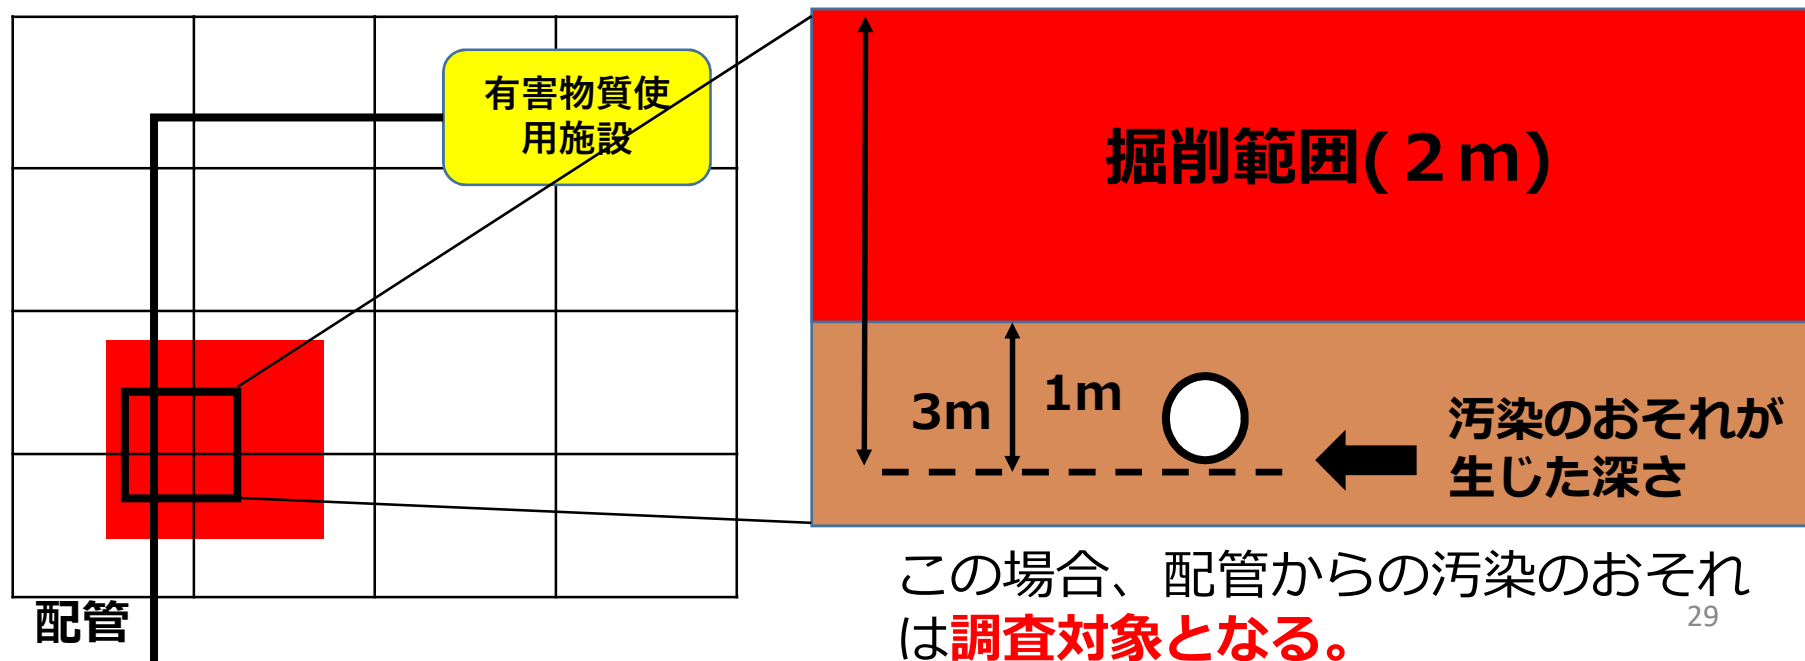 有害物質使
用施設
配管
掘削範囲(２ｍ)
3m
1m
汚染のおそれが
生じた深さ
この場合、配管からの汚染のおそれ
は調査対象となる。
29